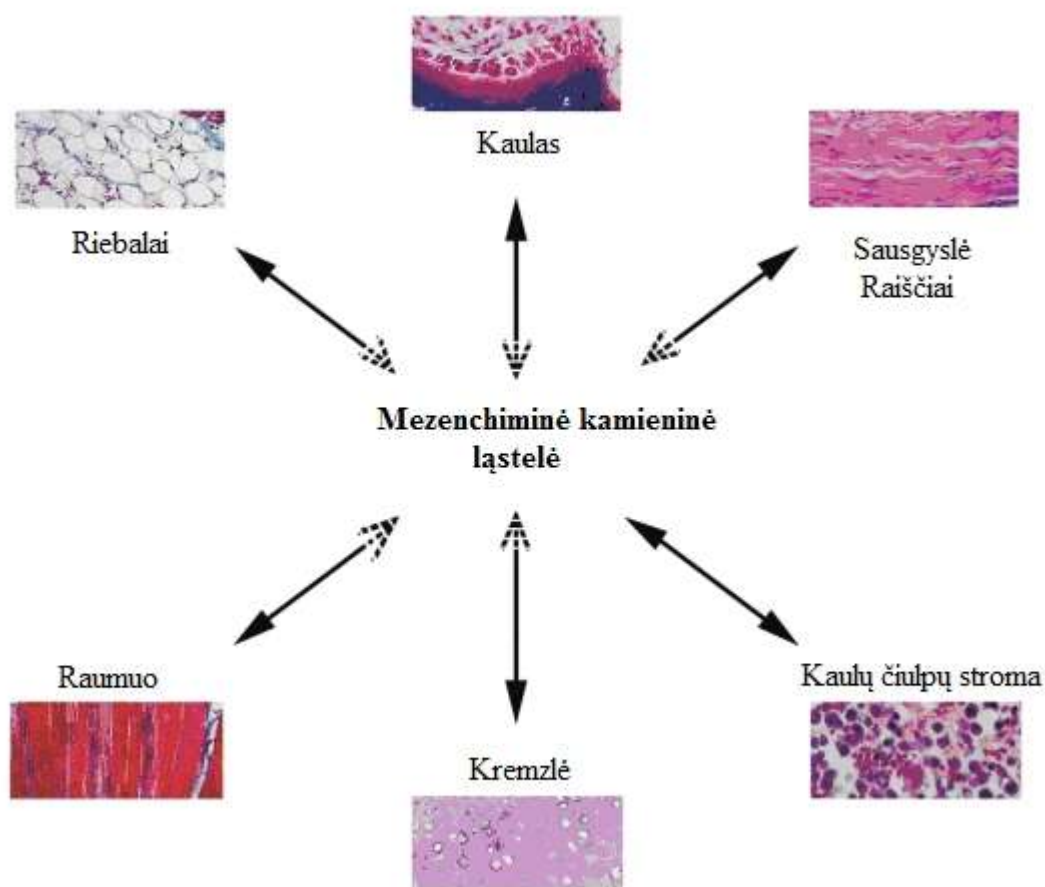 Kaulas
Riebalai
Sausgyslė
Raiščiai
Mezenchiminė kamieninė
ląstelė
Raumuo
Kaulų čiulpų stroma
Kremzlė